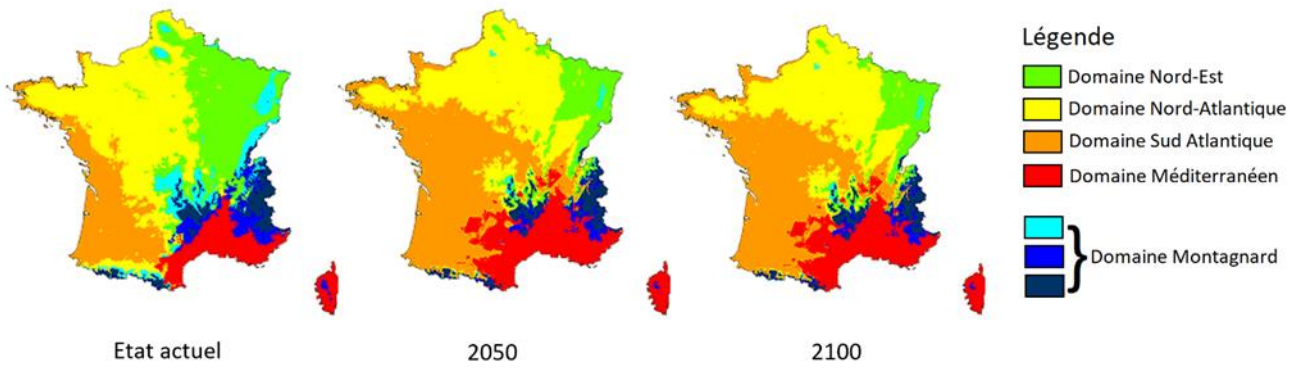 Légende
Domaine Nord-Est
Domaine Nord-Atlantique
Domaine Sud Atlantique
Domaine Méditerranéen
Domaine Montagnard
Etat actuel
2050
2100